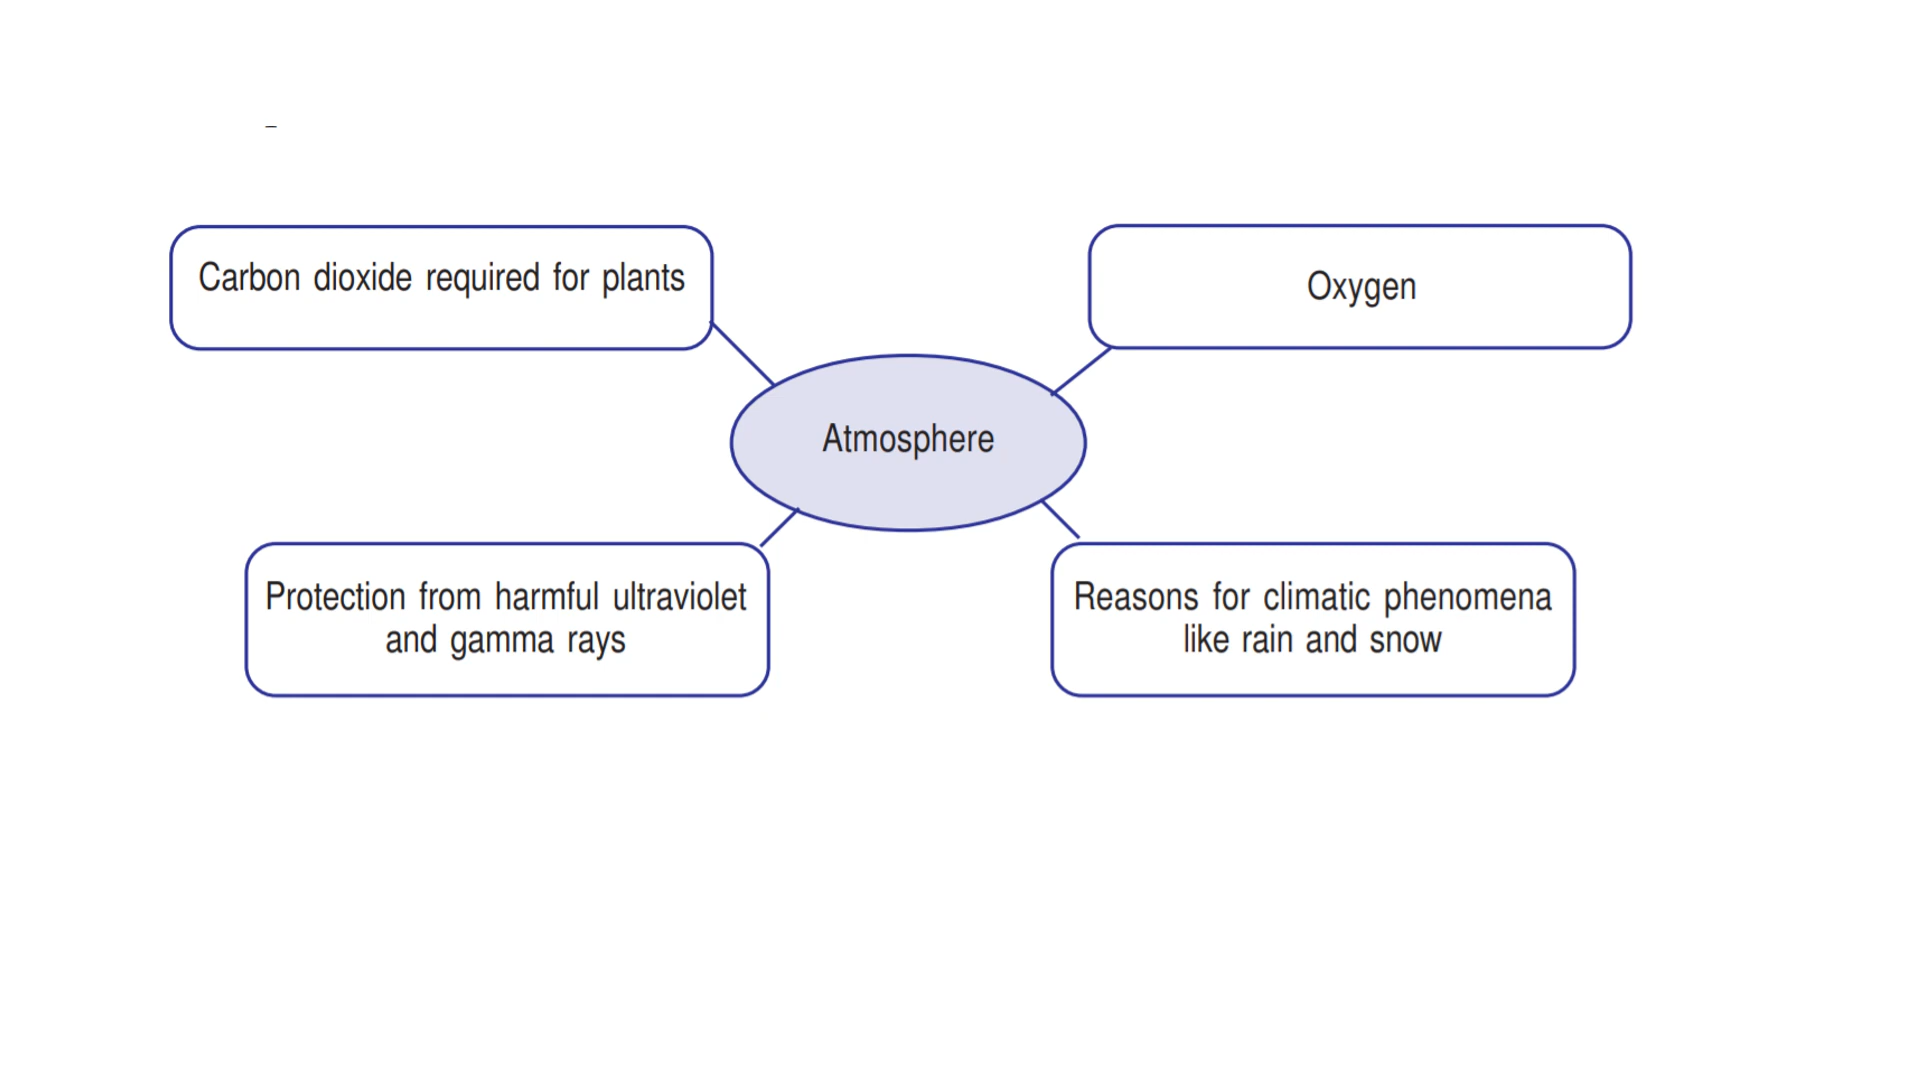 Carbon dioxide required for plants
Oxygen
Atmosphere
Protection from harmful ultraviolet
and gamma rays
Reasons for climatic phenomena
like rain and snow